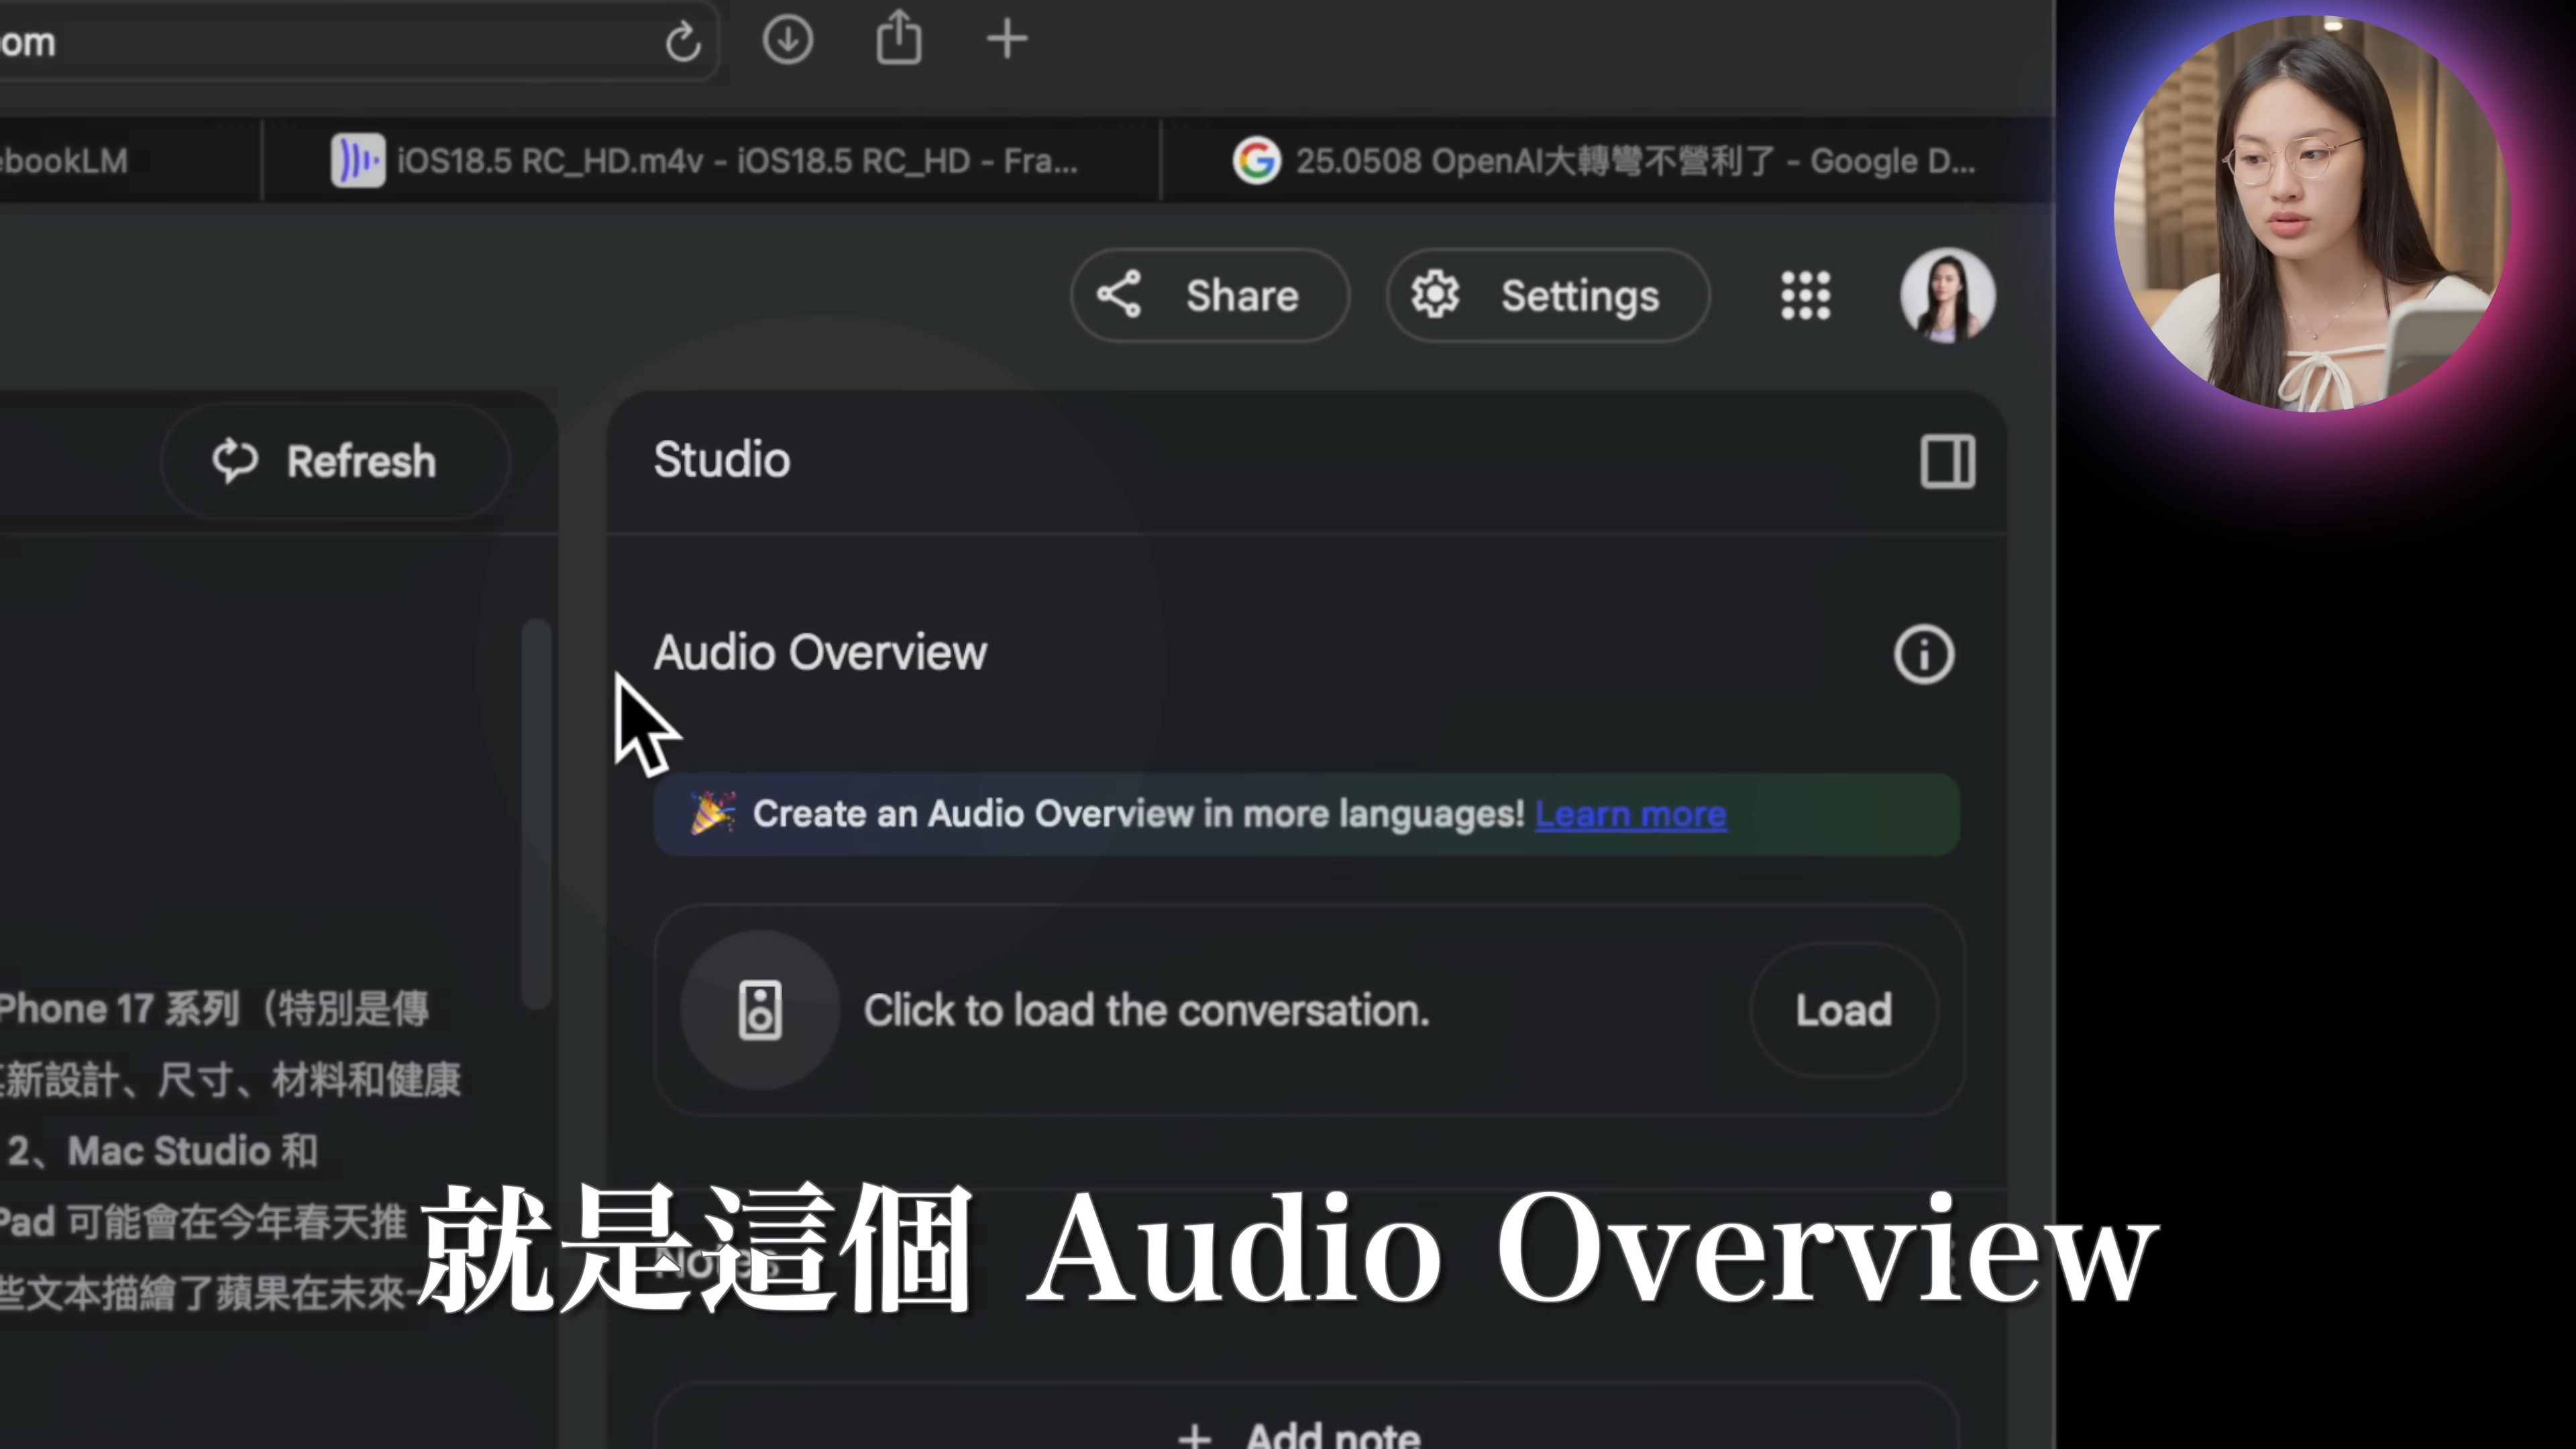 om
ebookLM
iOS18.5 RC_HD.m4v - iOS18.5 RC_HD - Fra...
25.0508 OpenAI大轉彎不營利了 - Google D...
Share
Settings
Refresh
Studio
Audio Overview
Create an Audio Overview in more languages! Learn more
Click to load the conversation.
Load
Phone 17 系列（特別是傳
新設計、尺寸、材料和健康
2、Mac Studio 和
Pad 可能會在今年春天推
些文本描繪了蘋果在未來一
Notes
就是這個 Audio Overview
+ Add note